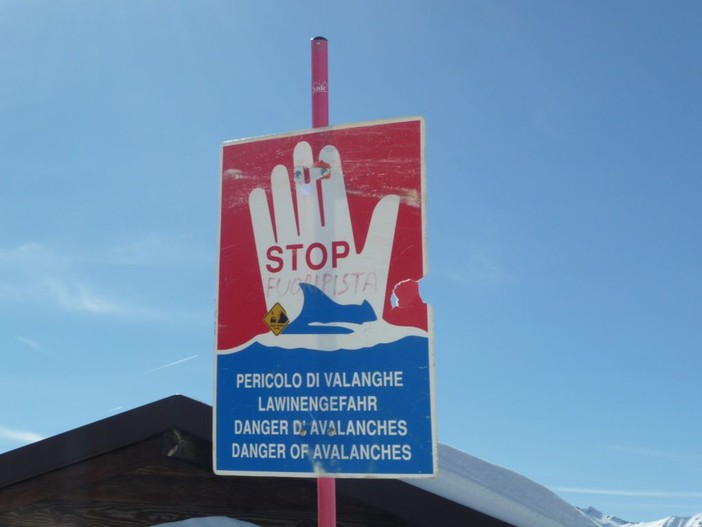 STOP
FUORIPISTA
PERICOLO DI VALANGHE
LAWINENGEFAHR
DANGER D'AVALANCHES
DANGER OF AVALANCHES